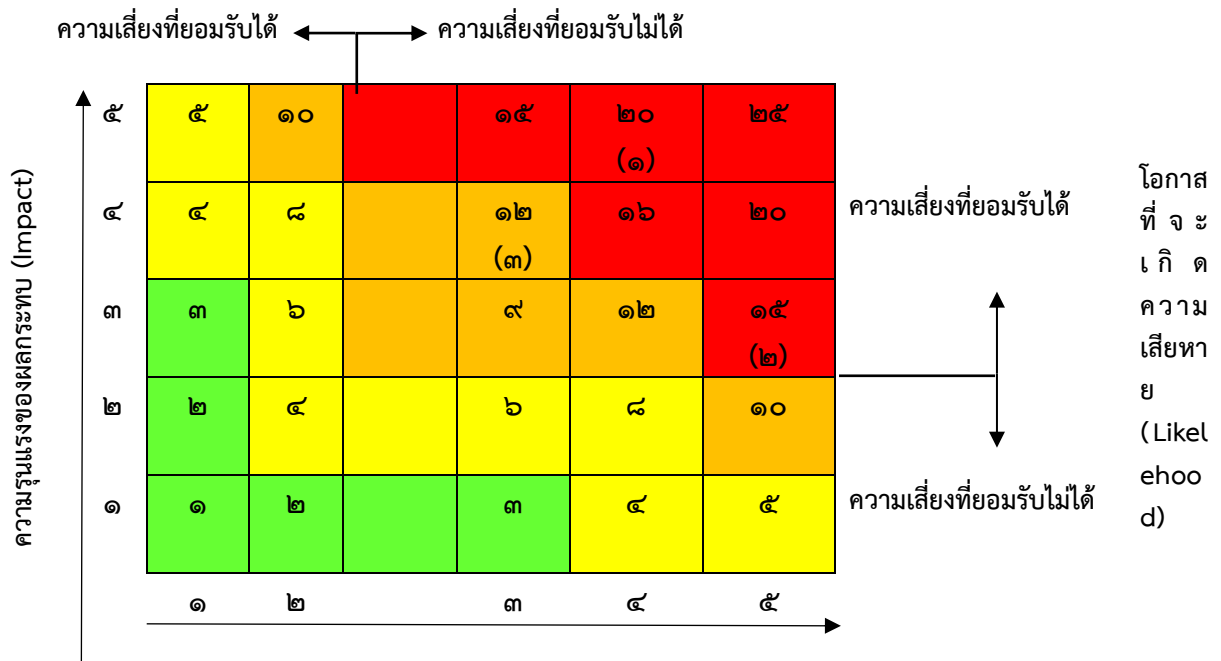 ความเสี่ยงที่ยอมรับได้ ความเสี่ยงที่ยอมรับไม่ได้
ความรุนแรงของผลกระทบ (Impact)
๕ ๕ ๑๐ ๑๕ ๒๐ ๒๕
(๑)
๔ ๔ ๘ ๑๒ ๑๖ ๒๐
(๓)
๓ ๓ ๖ ๙ ๑๒ ๑๕
(๒)
๒ ๒ ๔ ๖ ๘ ๑๐
๑ ๑ ๒ ๓ ๔ ๕
๑ ๒ ๓ ๔ ๕
ความเสี่ยงที่ยอมรับได้
ความเสี่ยงที่ยอมรับไม่ได้
โอกาส
ที่ จ ะ
เ กิ ด
ค ว า ม
เสียหา
ย
(Likel
ehoo
d)